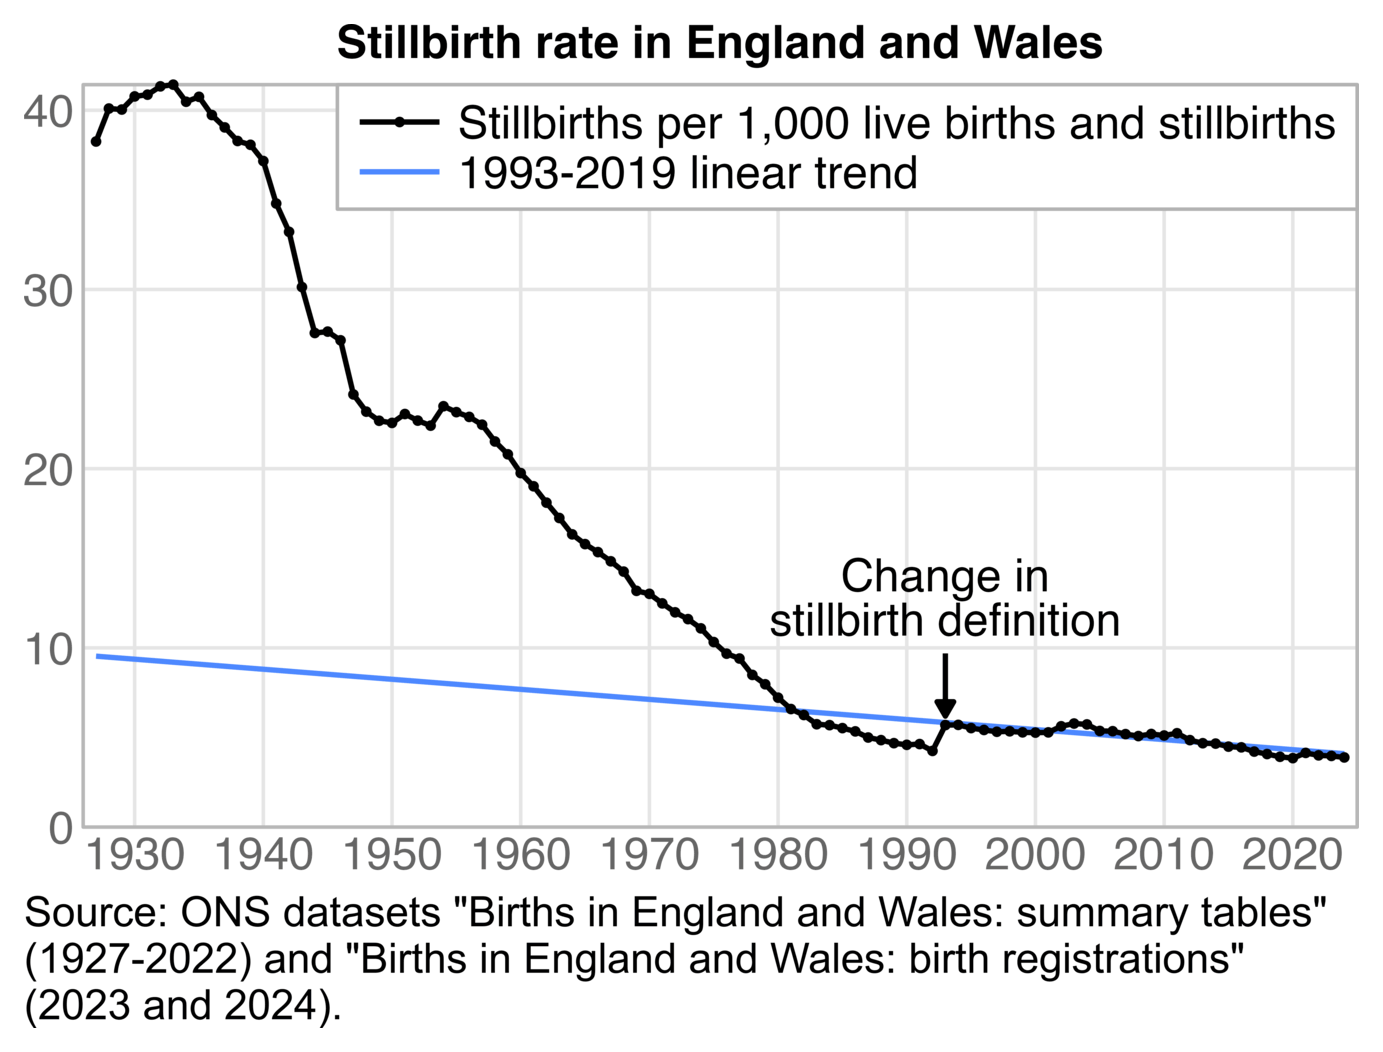 Stillbirth rate in England and Wales
40
30
20
10
0
Stillbirths per 1,000 live births and stillbirths
1993-2019 linear trend
Change in
stillbirth definition
1930 1940 1950 1960 1970 1980 1990 2000 2010 2020
Source: ONS datasets "Births in England and Wales: summary tables"
(1927-2022) and "Births in England and Wales: birth registrations"
(2023 and 2024).